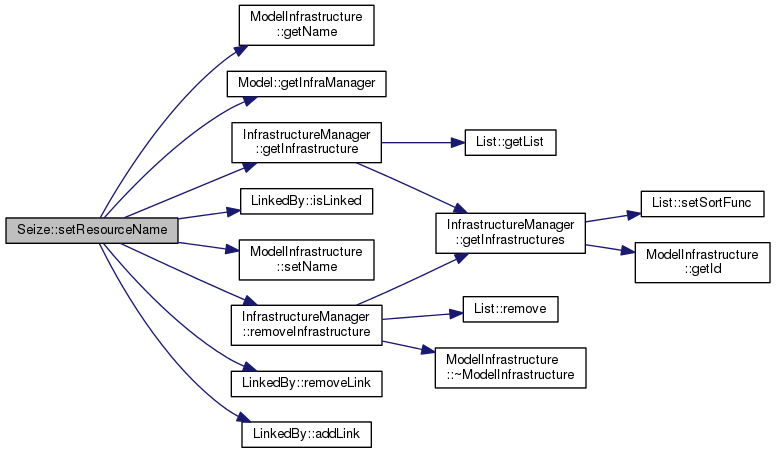 ModelInfrastructure
::getName
Model::getInfraManager
InfrastructureManager
::getInfrastructure
List::getList
LinkedBy::isLinked
List::setSortFunc
Seize::setResourceName
InfrastructureManager
::getInfrastructures
ModelInfrastructure
::setName
ModelInfrastructure
::getId
InfrastructureManager
::removeInfrastructure
List::remove
ModelInfrastructure
::~ModelInfrastructure
LinkedBy::removeLink
LinkedBy::addLink